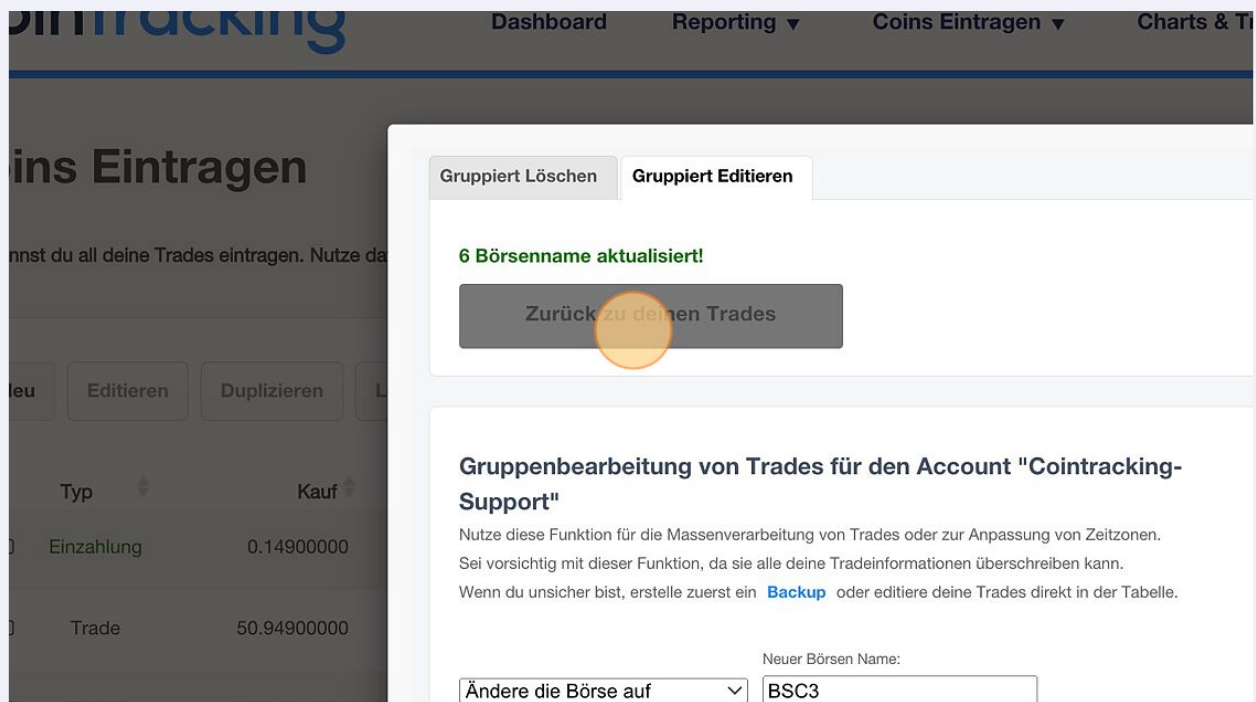 Dashboard Reporting ▼ Coins Eintragen ▼ Charts &
Eintragen
all deine Trades eintragen. Nutze
Editieren Duplizieren
Typ Kauf
Einzahlung 0.14900000
Trade 50.94900000
Gruppiert Löschen Gruppiert Editieren
6 Börsenname aktualisiert!
Zurück zu deinen Trades
Gruppenbearbeitung von Trades für den Account "Cointracking-
Support"
Nutze diese Funktion für die Massenverarbeitung von Trades oder zur Anpassung von Zeitzonen.
Sei vorsichtig mit dieser Funktion, da sie alle deine Tradeinformationen überschreiben kann.
Wenn du unsicher bist, erstelle zuerst ein Backup oder editiere deine Trades direkt in der Tabelle.
Neuer Börsen Name:
Ändere die Börse auf BSC3